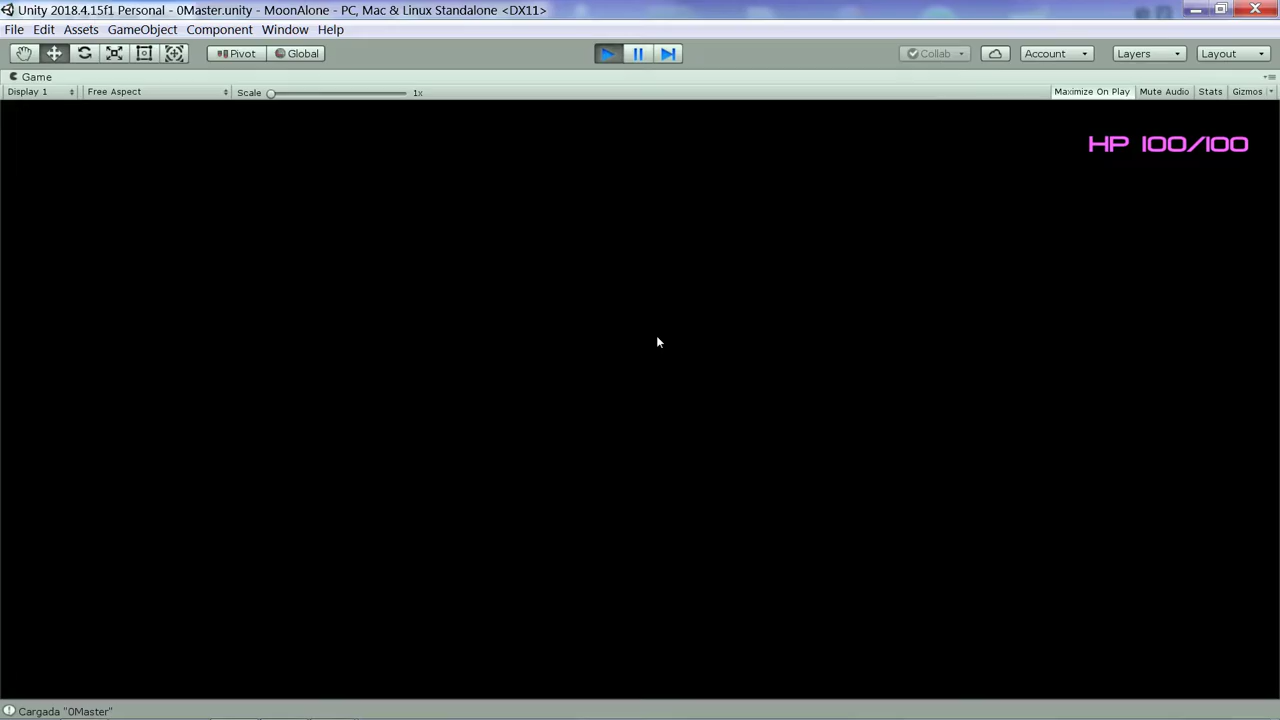 Unity 2018.4.15f1 Personal - 0Master.unity - MoonAlone - PC, Mac & Linux Standalone <DX11>
File Edit Assets GameObject Component Window Help
Pivot Global Collab Account Layers Layout
Game
Display 1 Free Aspect Scale 1x Maximize On Play Mute Audio Stats Gizmos
HP 100/100
Cargada "0Master"